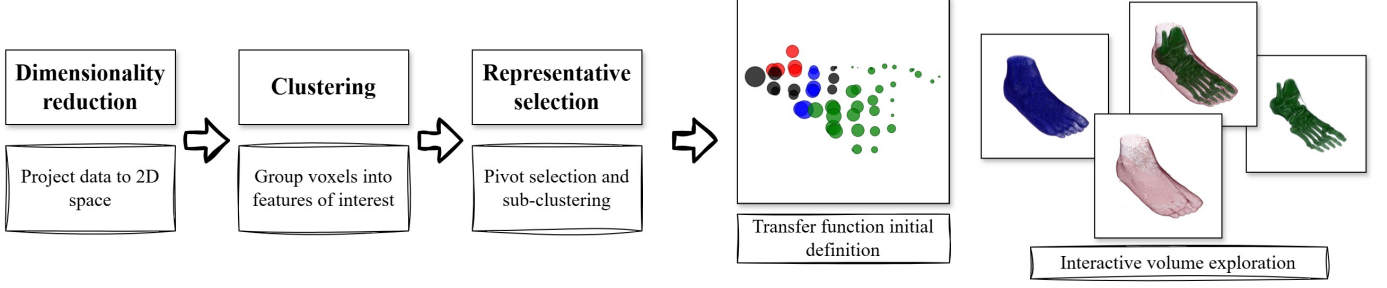 Dimensionality
reduction
Project data to 2D
space
Clustering
Group voxels into
features of interest
Representative
selection
Pivot selection and
sub-clustering
Transfer function initial
definition
Interactive volume exploration